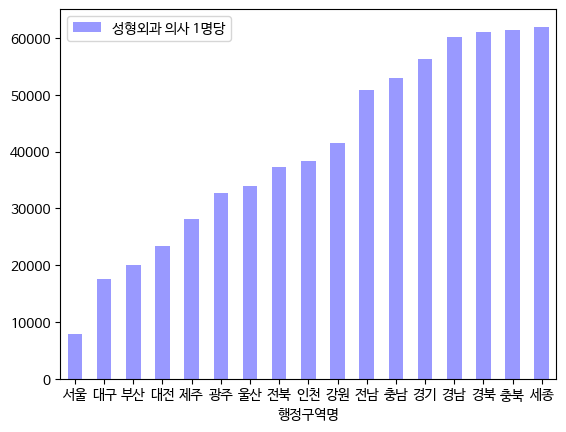 성형외과 의사 1명당
60000
50000
40000
30000
20000
10000
0
서울 대구 부산 대전 제주 광주 울산 전북 인천 강원 전남 충남 경기 경남 경북 충북 세종
행정구역명